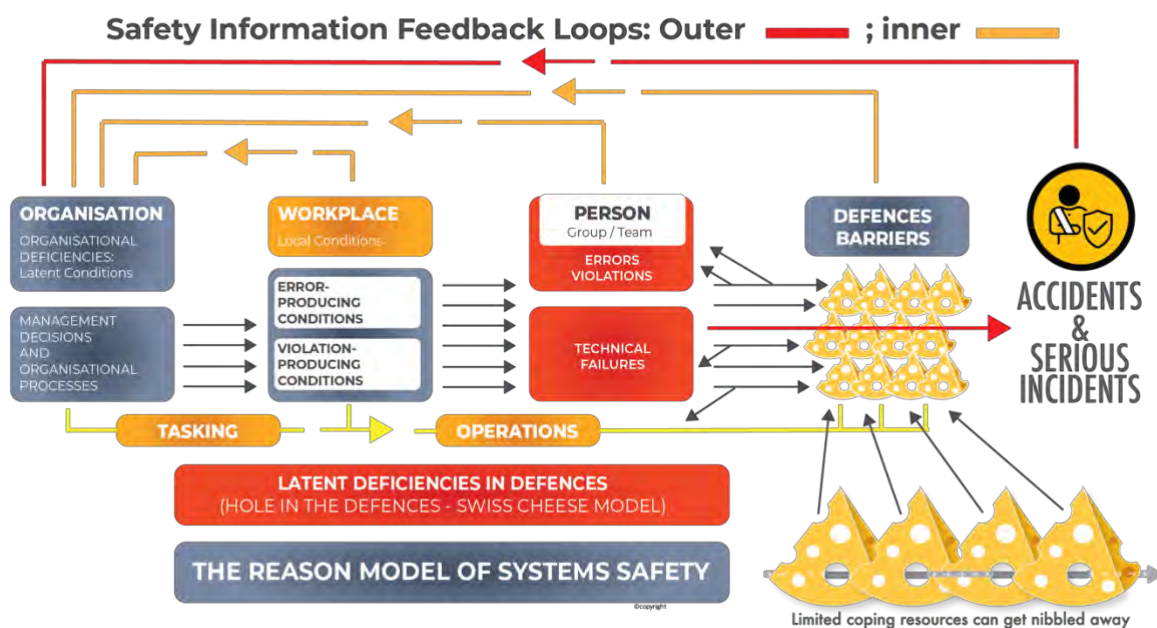 Safety Information Feedback Loops: Outer ; inner
ORGANISATION
ORGANISATIONAL
DEFICIENCIES:
Latent Conditions
MANAGEMENT
DECISIONS
AND
ORGANISATIONAL
PROCESSES
WORKPLACE
Local Conditions
ERROR-
PRODUCING
CONDITIONS
VIOLATION-
PRODUCING
CONDITIONS
PERSON
Group / Team
ERRORS
VIOLATIONS
TECHNICAL
FAILURES
DEFENCES
BARRIERS
ACCIDENTS
&
SERIOUS
INCIDENTS
TASKING
OPERATIONS
LATENT DEFICIENCIES IN DEFENCES
(HOLE IN THE DEFENCES - SWISS CHEESE MODEL)
THE REASON MODEL OF SYSTEMS SAFETY
©copyright
Limited coping resources can get nibbled away